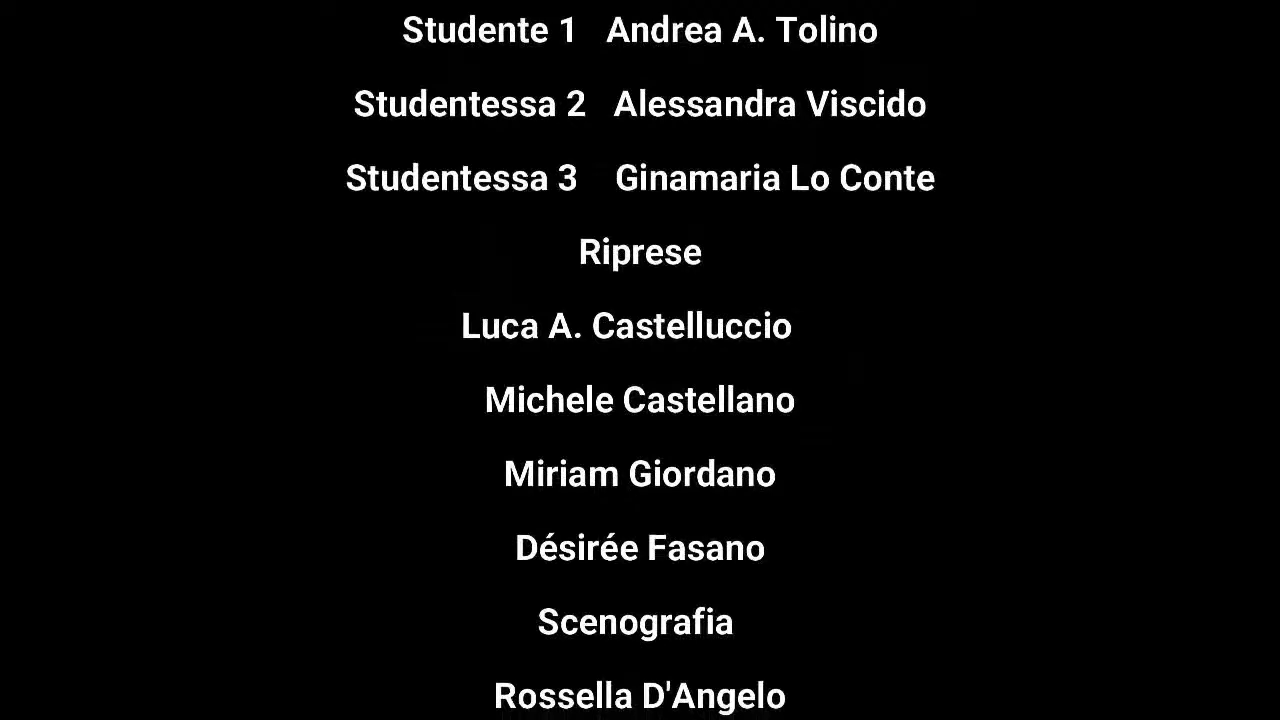 Studente 1 Andrea A. Tolino
Studentessa 2 Alessandra Viscido
Studentessa 3 Ginamaria Lo Conte
Riprese
Luca A. Castelluccio
Michele Castellano
Miriam Giordano
Désirée Fasano
Scenografia
Rossella D'Angelo